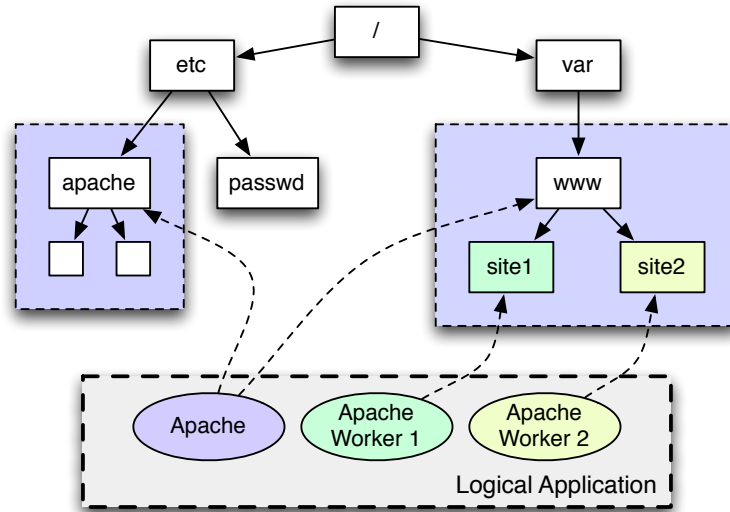 /
etc
var
apache
passwd
www
site1
site2
Apache
Apache
Worker 1
Apache
Worker 2
Logical Application